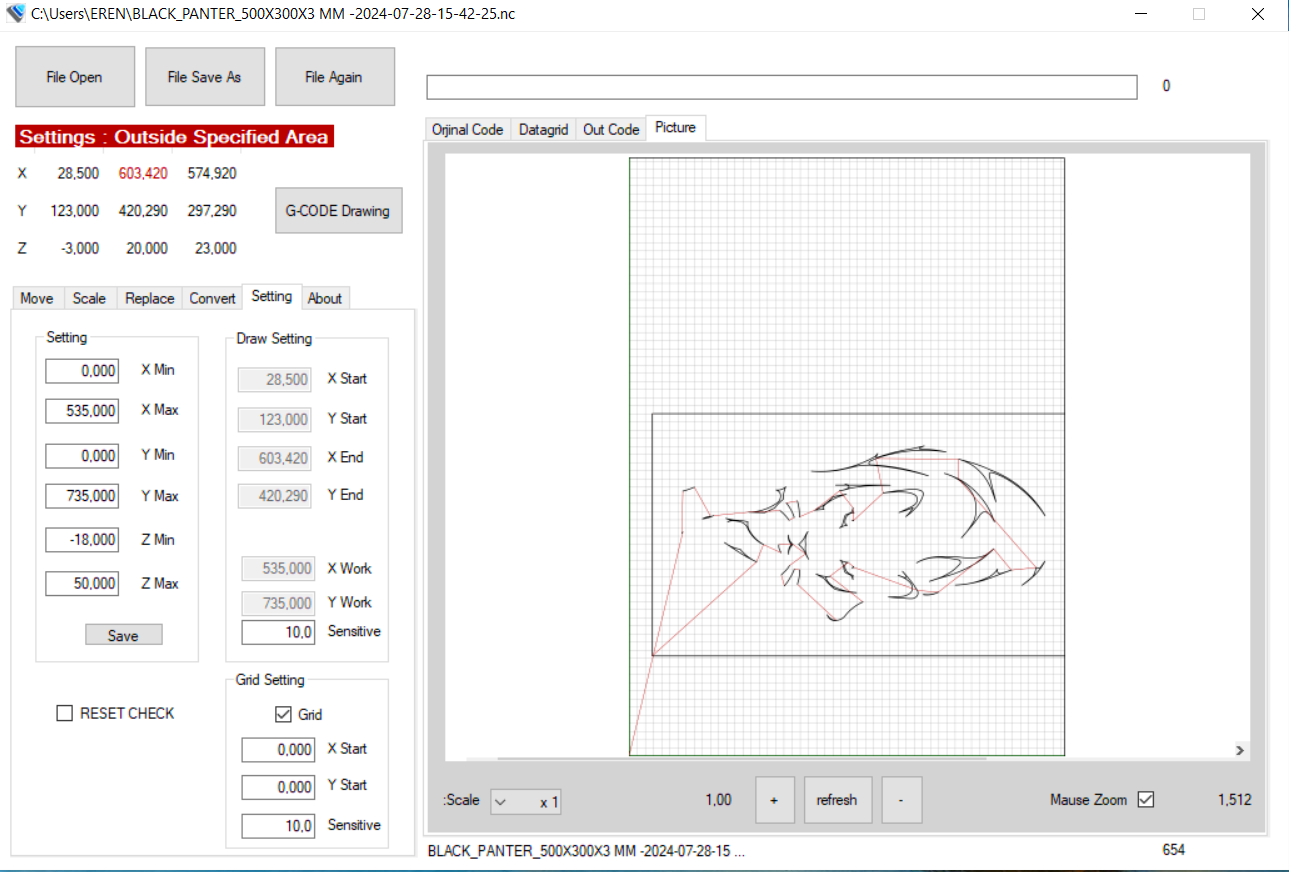 C:\Users\EREN\BLACK_PANTER_500X300X3 MM -2024-07-28-15-42-25.nc
File Open File Save As File Again
0
Settings : Outside Specified Area
X 28,500 603,420 574,920
Y 123,000 420,290 297,290
Z -3,000 20,000 23,000
G-CODE Drawing
Move Scale Replace Convert Setting About
Setting
0,000 X Min
535,000 X Max
0,000 Y Min
735,000 Y Max
-18,000 Z Min
50,000 Z Max
Save
RESET CHECK
Draw Setting
28,500 X Start
123,000 Y Start
603,420 X End
420,290 Y End
535,000 X Work
735,000 Y Work
10,0 Sensitive
Grid Setting
Grid
0,000 X Start
0,000 Y Start
10,0 Sensitive
Orjinal Code Datagrid Out Code Picture
:Scale x 1 1,00 + refresh - Mause Zoom 1,512
BLACK_PANTER_500X300X3 MM -2024-07-28-15 ... 654